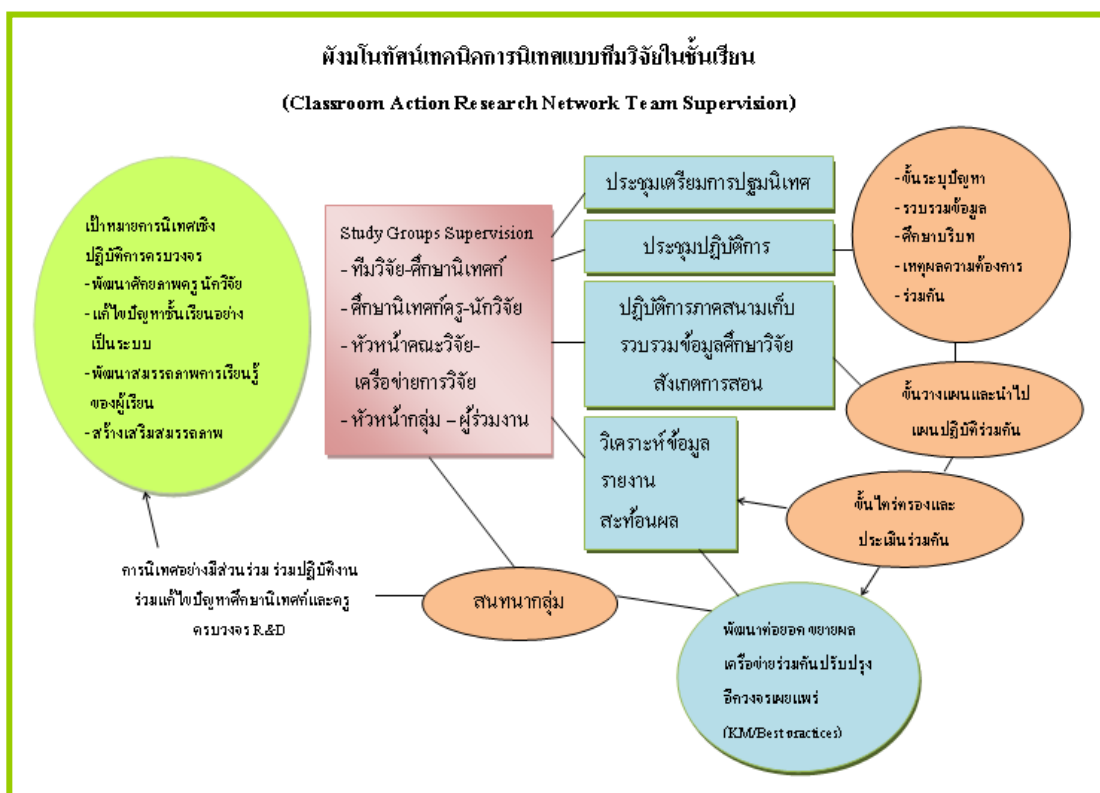 ผังมโนทัศน์เทคนิคการนิเทศแบบทีมวิจัยในชั้นเรียน
(Classroom Action Research Network Team Supervision)
เป้าหมายการนิเทศเชิง
ปฏิบัติการครบวงจร
- พัฒนาศักยภาพครู นักวิจัย
- แก้ไขปัญหาชั้นเรียนอย่าง
เป็นระบบ
- พัฒนาสมรรถภาพการเรียนรู้
ของผู้เรียน
- สร้างเสริมสมรรถภาพ
Study Groups Supervision
- ทีมวิจัย-ศึกษานิเทศก์
- ศึกษานิเทศก์ครู-นักวิจัย
- หัวหน้าคณะวิจัย-
เครือข่ายการวิจัย
- หัวหน้ากลุ่ม – ผู้ร่วมงาน
ประชุมเตรียมการปฐมนิเทศ
ประชุมปฏิบัติการ
ปฏิบัติการภาคสนามเก็บ
รวบรวมข้อมูลศึกษาวิจัย
สังเกตการสอน
วิเคราะห์ข้อมูล
รายงาน
สะท้อนผล
- ขั้นระบุปัญหา
- รวบรวมข้อมูล
- ศึกษาบริบท
- เหตุผลความต้องการ
- ร่วมกัน
ขั้นวางแผนและนำไป
แผนปฏิบัติร่วมกัน
ขั้นไตร่ตรองและ
ประเมินร่วมกัน
พัฒนาต่อยอด ขยายผล
เครือข่ายร่วมกันปรับปรุง
อีกวงจรเผยแพร่
(KM/Best practices)
สนทนากลุ่ม
การนิเทศอย่างมีส่วนร่วม ร่วมปฏิบัติงาน
ร่วมแก้ไขปัญหาศึกษานิเทศก์และครู
ครบวงจร R&D